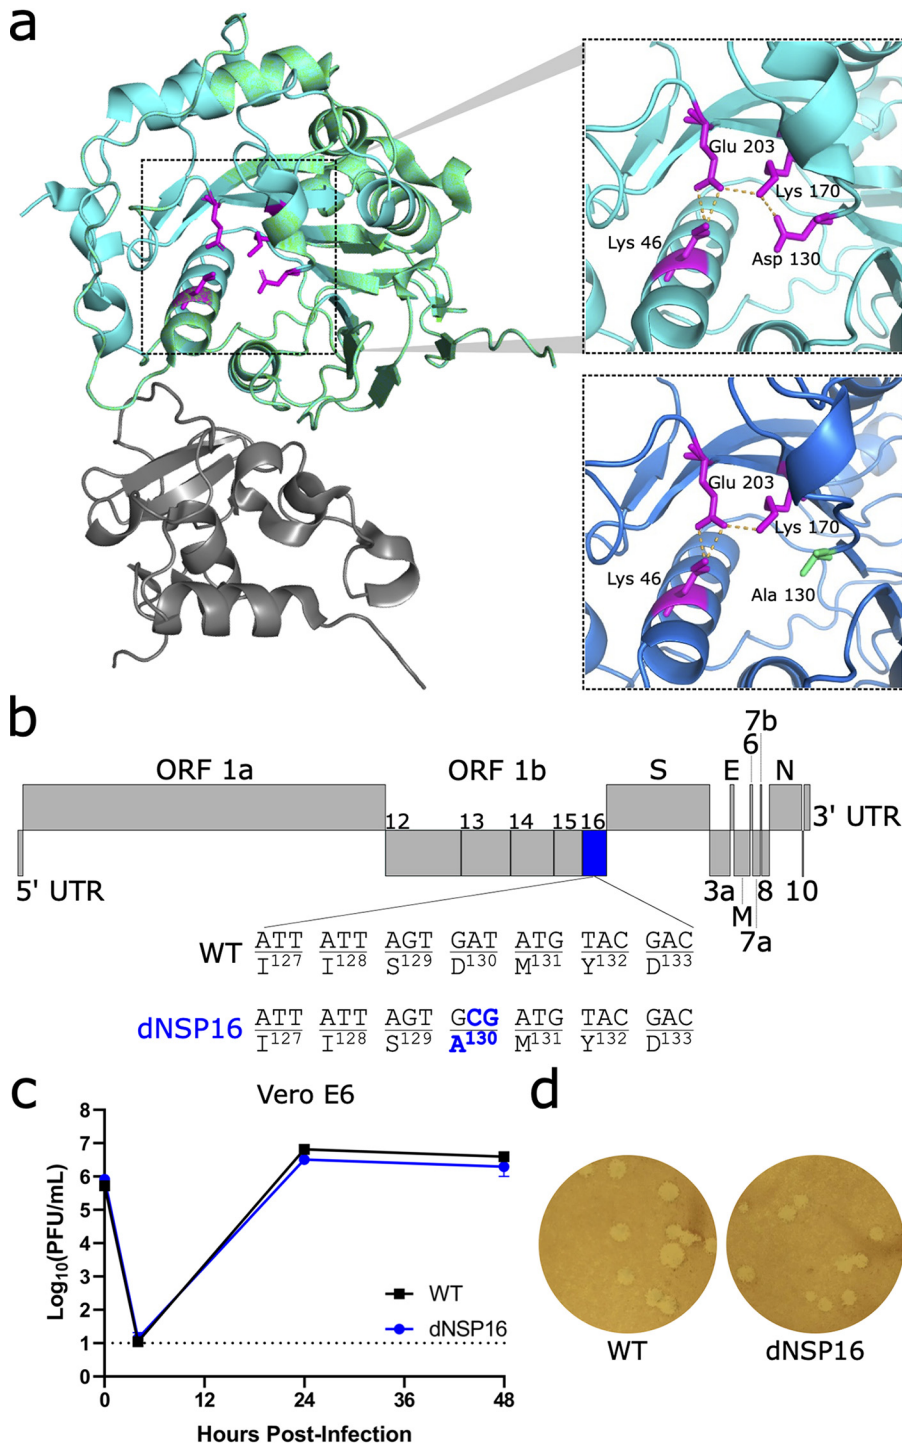 a
Glu 203
Lys 170
Lys 46
Asp 130
Glu 203
Lys 170
Lys 46
Ala 130
b
7b
6
ORF 1a ORF 1b S E N
12 13 14 15 16
3' UTR
5' UTR
3a 8 10
M
7a
WT ATT ATT AGT GAT ATG TAC GAC
I127 I128 S129 D130 M131 Y132 D133
dNSP16 ATT ATT AGT GCG ATG TAC GAC
I127 I128 S129 A130 M131 Y132 D133
c
Vero E6
Log10(PFU/mL)
8
7
6
5
4
3
2
1
0
WT
dNSP16
0 12 24 36 48
Hours Post-Infection
d
WT dNSP16